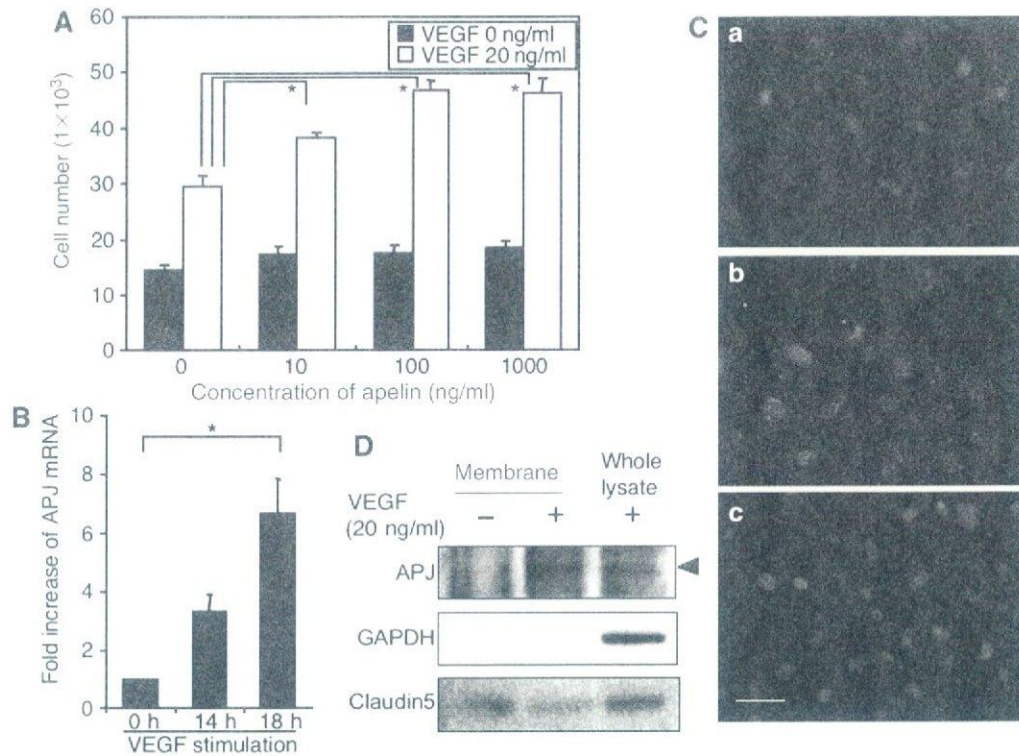 A
60
50
40
30
20
10
0
Cell number (1×10³)
VEGF 0 ng/ml
VEGF 20 ng/ml
* * *
0 10 100 1000
Concentration of apelin (ng/ml)
B
10
8
6
4
2
0
Fold increase of APJ mRNA
*
0 h 14 h 18 h
VEGF stimulation
C
a
b
c
D
Membrane
Whole
lysate
VEGF
(20 ng/ml)
− + +
APJ
GAPDH
Claudin5